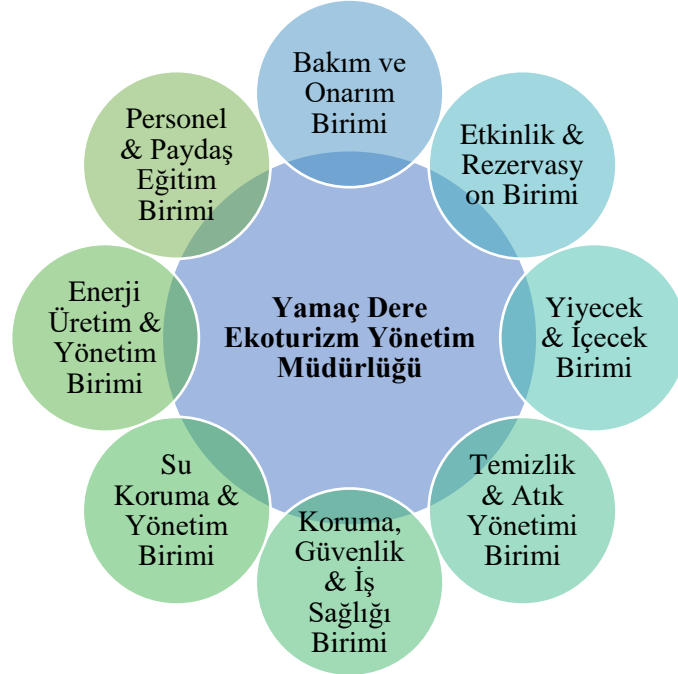 Bakım ve
Onarım
Birimi
Etkinlik &
Rezervasy
on Birimi
Yiyecek
& İçecek
Birimi
Temizlik
& Atık
Yönetimi
Birimi
Koruma,
Güvenlik
& İş
Sağlığı
Birimi
Su
Koruma &
Yönetim
Birimi
Enerji
Üretim &
Yönetim
Birimi
Personel
& Paydaş
Eğitim
Birimi
Yamaç Dere
Ekoturizm Yönetim
Müdürlüğü